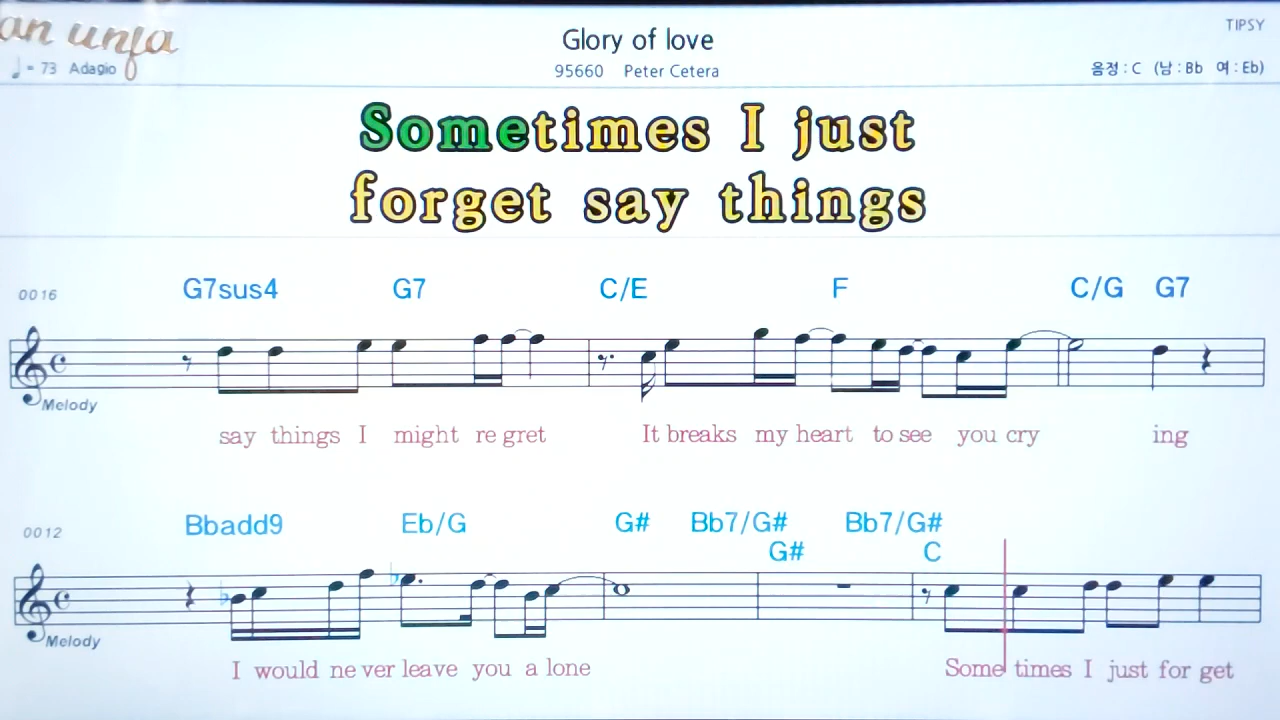 an unfa
Glory of love
TIPSY
♩= 73 Adagio
95660 Peter Cetera
음정 : C (남 : Bb 여 : Eb)
Sometimes I just
forget say things
0016
G7sus4 G7 C/E F C/G G7
Melody
say things I might re gret It breaks my heart to see you cry ing
0012
Bbadd9 Eb/G G# Bb7/G# Bb7/G#
G# C
Melody
I would ne ver leave you a lone Some times I just for get